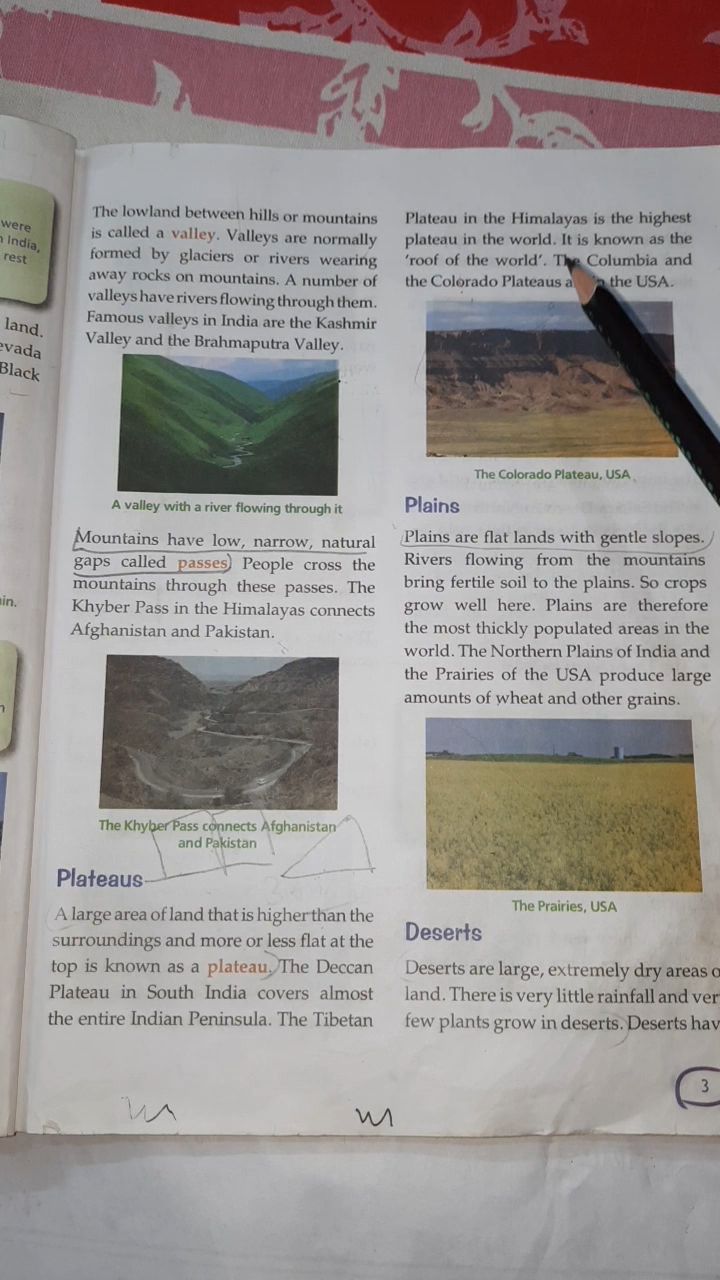 were
India,
rest
land.
evada
Black
The lowland between hills or mountains
is called a valley. Valleys are normally
formed by glaciers or rivers wearing
away rocks on mountains. A number of
valleys have rivers flowing through them.
Famous valleys in India are the Kashmir
Valley and the Brahmaputra Valley.
A valley with a river flowing through it
Mountains have low, narrow, natural
gaps called passes. People cross the
mountains through these passes. The
Khyber Pass in the Himalayas connects
Afghanistan and Pakistan.
The Khyber Pass connects Afghanistan
and Pakistan
Plateaus
A large area of land that is higher than the
surroundings and more or less flat at the
top is known as a plateau. The Deccan
Plateau in South India covers almost
the entire Indian Peninsula. The Tibetan
Plateau in the Himalayas is the highest
plateau in the world. It is known as the
'roof of the world'. The Columbia and
the Colorado Plateaus the USA.
The Colorado Plateau, USA
Plains
Plains are flat lands with gentle slopes.
Rivers flowing from the mountains
bring fertile soil to the plains. So crops
grow well here. Plains are therefore
the most thickly populated areas in the
world. The Northern Plains of India and
the Prairies of the USA produce large
amounts of wheat and other grains.
The Prairies, USA
Deserts
Deserts are large, extremely dry areas o
land. There is very little rainfall and ver
few plants grow in deserts. Deserts hav
3